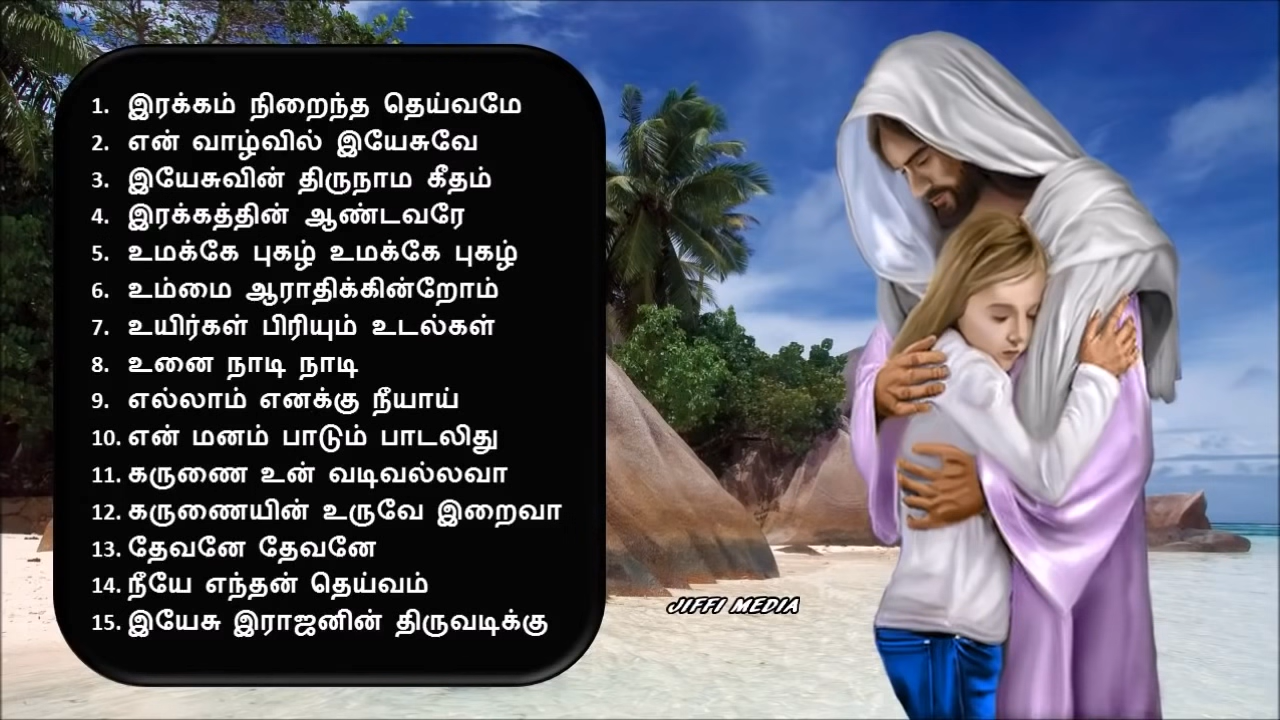 1. இரக்கம் நிறைந்த தெய்வமே
2. என் வாழ்வில் இயேசுவே
3. இயேசுவின் திருநாம கீதம்
4. இரக்கத்தின் ஆண்டவரே
5. உமக்கே புகழ் உமக்கே புகழ்
6. உம்மை ஆராதிக்கின்றோம்
7. உயிர்கள் பிரியும் உடல்கள்
8. உனை நாடி நாடி
9. எல்லாம் எனக்கு நீயாய்
10. என் மனம் பாடும் பாடலிது
11. கருணை உன் வடிவல்லவா
12. கருணையின் உருவே இறைவா
13. தேவனே தேவனே
14. நீயே எந்தன் தெய்வம்
15. இயேசு இராஜனின் திருவடிக்கு
JIFFI MEDIA